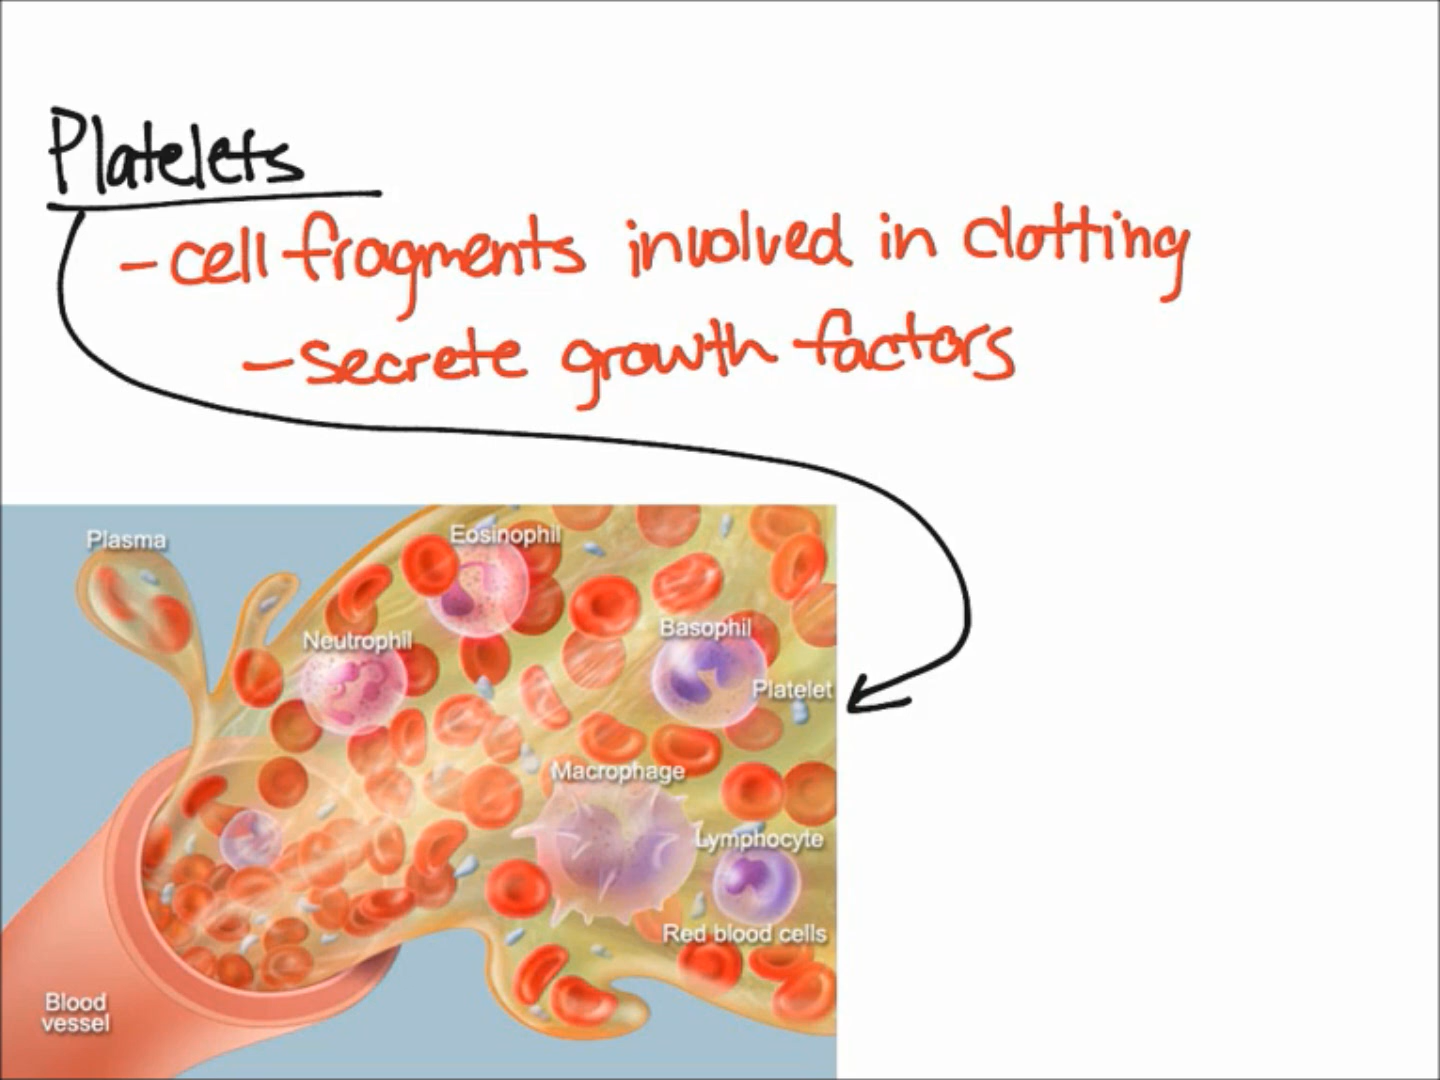 Platelets
- cell fragments involved in clotting
- secrete growth factors
Plasma
Eosinophil
Neutrophil
Basophil
Platelet
Macrophage
Lymphocyte
Red blood cells
Blood
vessel